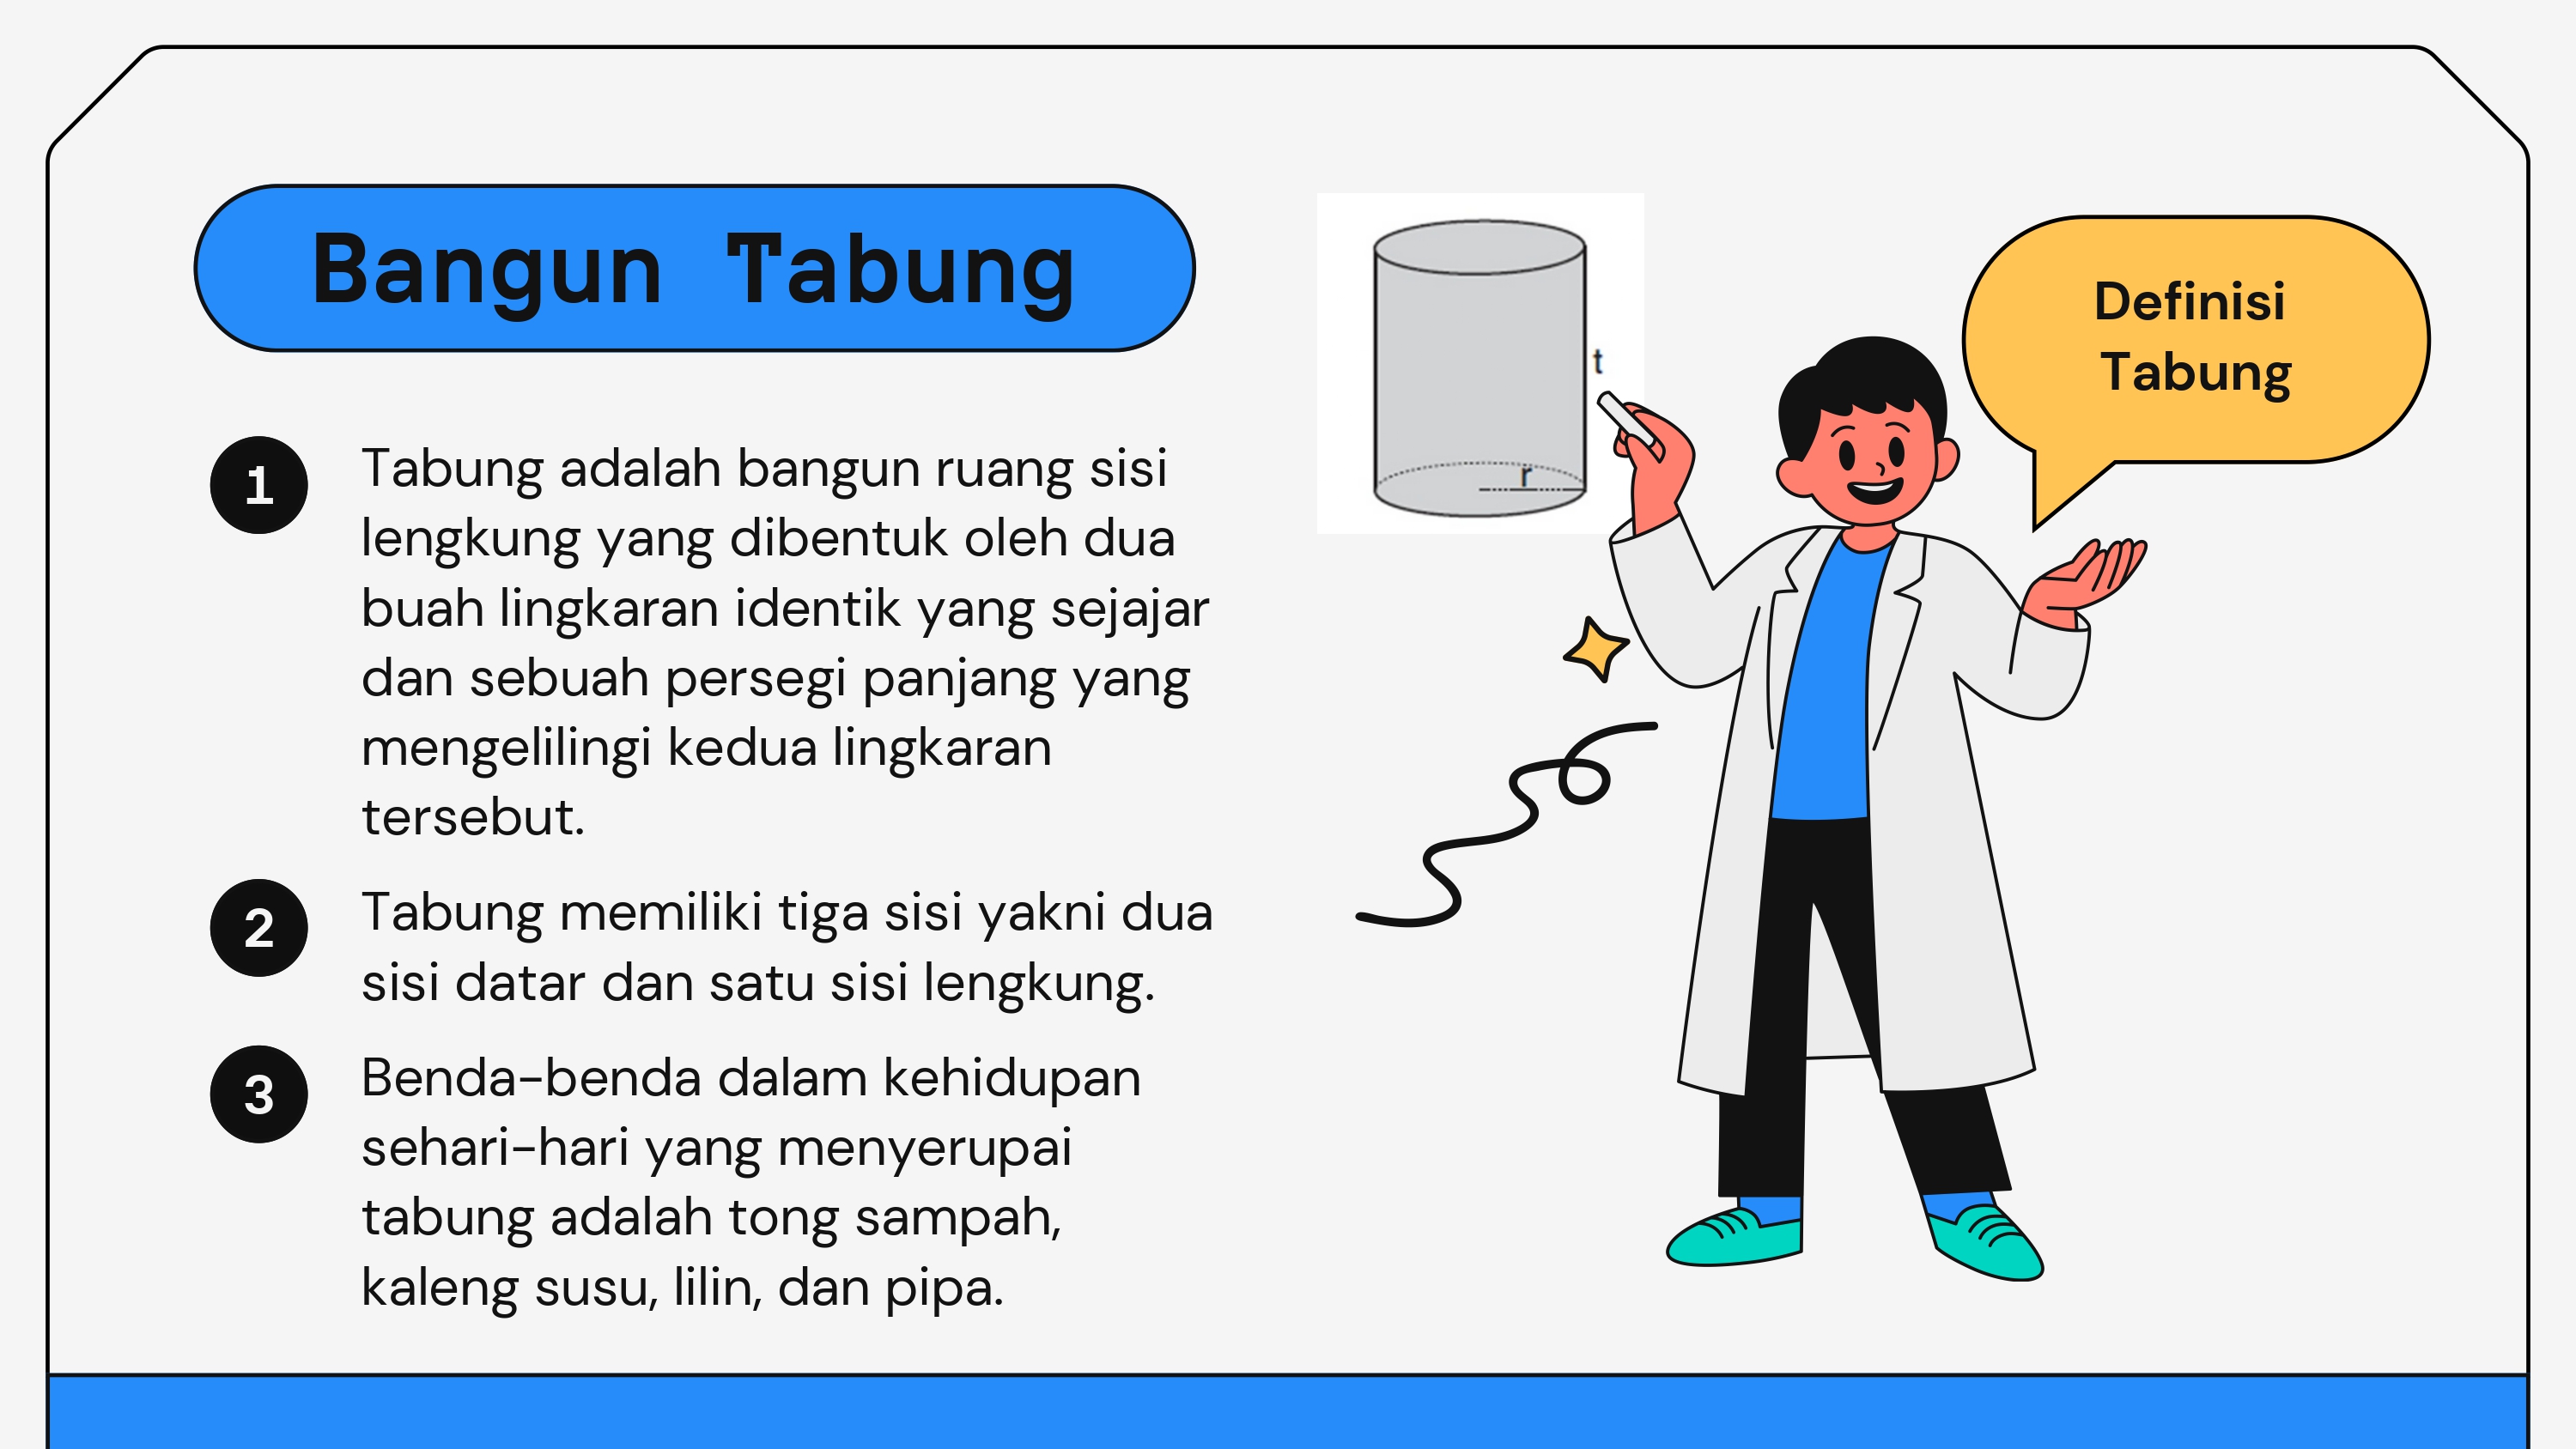 Bangun Tabung
1
Tabung adalah bangun ruang sisi
lengkung yang dibentuk oleh dua
buah lingkaran identik yang sejajar
dan sebuah persegi panjang yang
mengelilingi kedua lingkaran
tersebut.
2
Tabung memiliki tiga sisi yakni dua
sisi datar dan satu sisi lengkung.
3
Benda-benda dalam kehidupan
sehari-hari yang menyerupai
tabung adalah tong sampah,
kaleng susu, lilin, dan pipa.
t
r
Definisi
Tabung